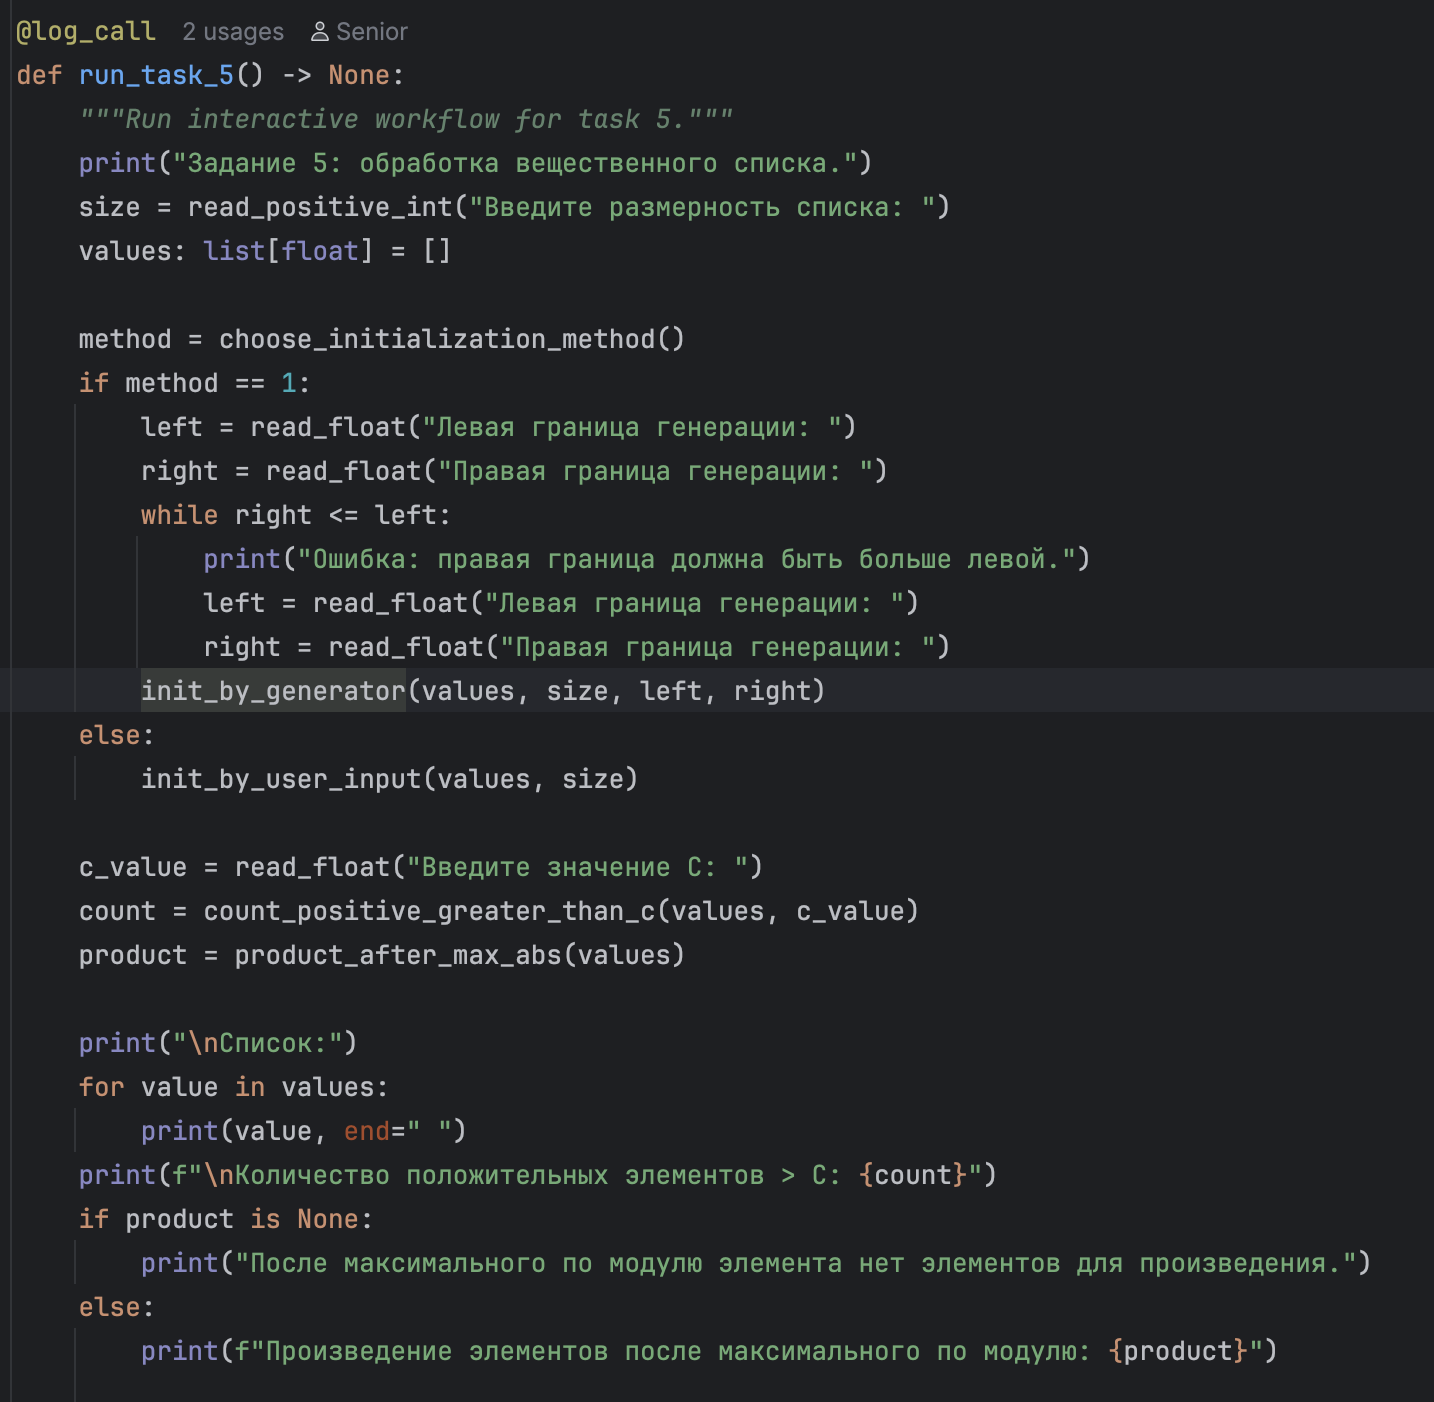 @log_call 2 usages Senior
def run_task_5() -> None:
    """Run interactive workflow for task 5."""
    print("Задание 5: обработка вещественного списка.")
    size = read_positive_int("Введите размерность списка: ")
    values: list[float] = []

    method = choose_initialization_method()
    if method == 1:
        left = read_float("Левая граница генерации: ")
        right = read_float("Правая граница генерации: ")
        while right <= left:
            print("Ошибка: правая граница должна быть больше левой.")
            left = read_float("Левая граница генерации: ")
            right = read_float("Правая граница генерации: ")
        init_by_generator(values, size, left, right)
    else:
        init_by_user_input(values, size)

    c_value = read_float("Введите значение C: ")
    count = count_positive_greater_than_c(values, c_value)
    product = product_after_max_abs(values)

    print("\nСписок:")
    for value in values:
        print(value, end=" ")
    print(f"\nКоличество положительных элементов > C: {count}")
    if product is None:
        print("После максимального по модулю элемента нет элементов для произведения.")
    else:
        print(f"Произведение элементов после максимального по модулю: {product}")